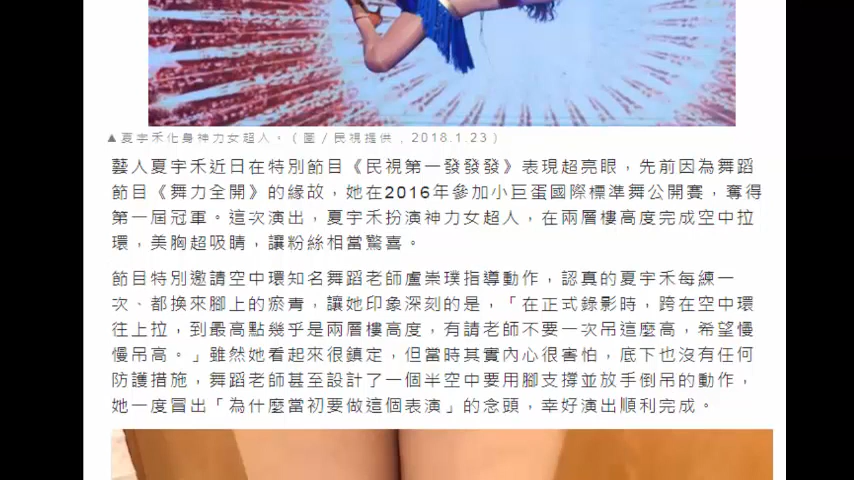 ▲夏宇禾化身神力女超人。（圖／民視提供，2018.1.23）
藝人夏宇禾近日在特別節目《民視第一發發發》表現超亮眼，先前因為舞蹈
節目《舞力全開》的緣故，她在2016年參加小巨蛋國際標準舞公開賽，奪得
第一屆冠軍。這次演出，夏宇禾扮演神力女超人，在兩層樓高度完成空中拉
環，美胸超吸睛，讓粉絲相當驚喜。
節目特別邀請空中環知名舞蹈老師盧崇璞指導動作，認真的夏宇禾每練一
次、都換來腳上的瘀青，讓她印象深刻的是，「在正式錄影時，跨在空中環
往上拉，到最高點幾乎是兩層樓高度，有請老師不要一次吊這麼高，希望慢
慢吊高。」雖然她看起來很鎮定，但當時其實內心很害怕，底下也沒有任何
防護措施，舞蹈老師甚至設計了一個半空中要用腳支撐並放手倒吊的動作，
她一度冒出「為什麼當初要做這個表演」的念頭，幸好演出順利完成。